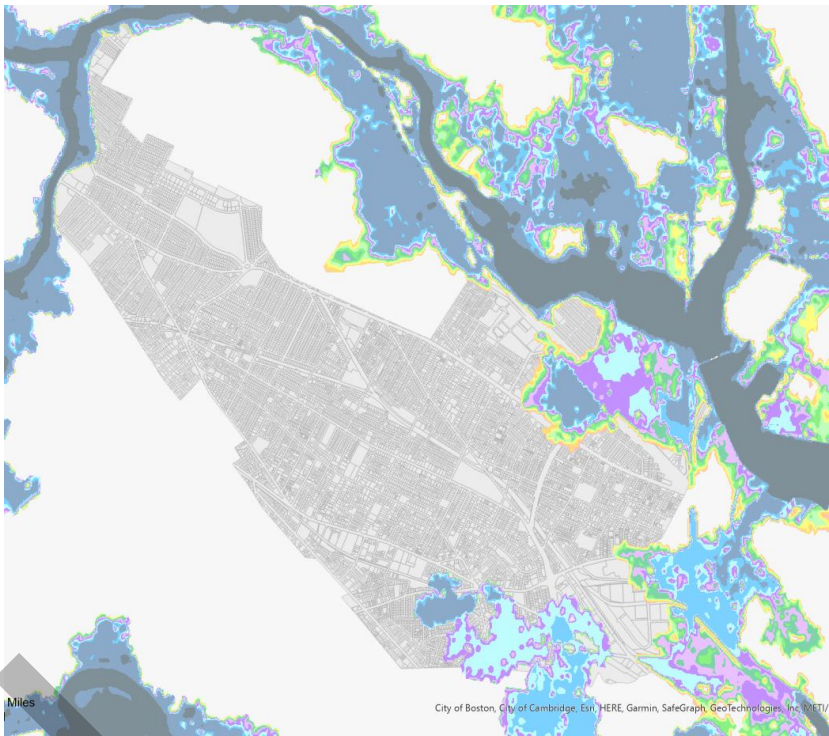 Miles
City of Boston, City of Cambridge, Esri, HERE, Garmin, SafeGraph, GeoTechnologies, Inc, METI/